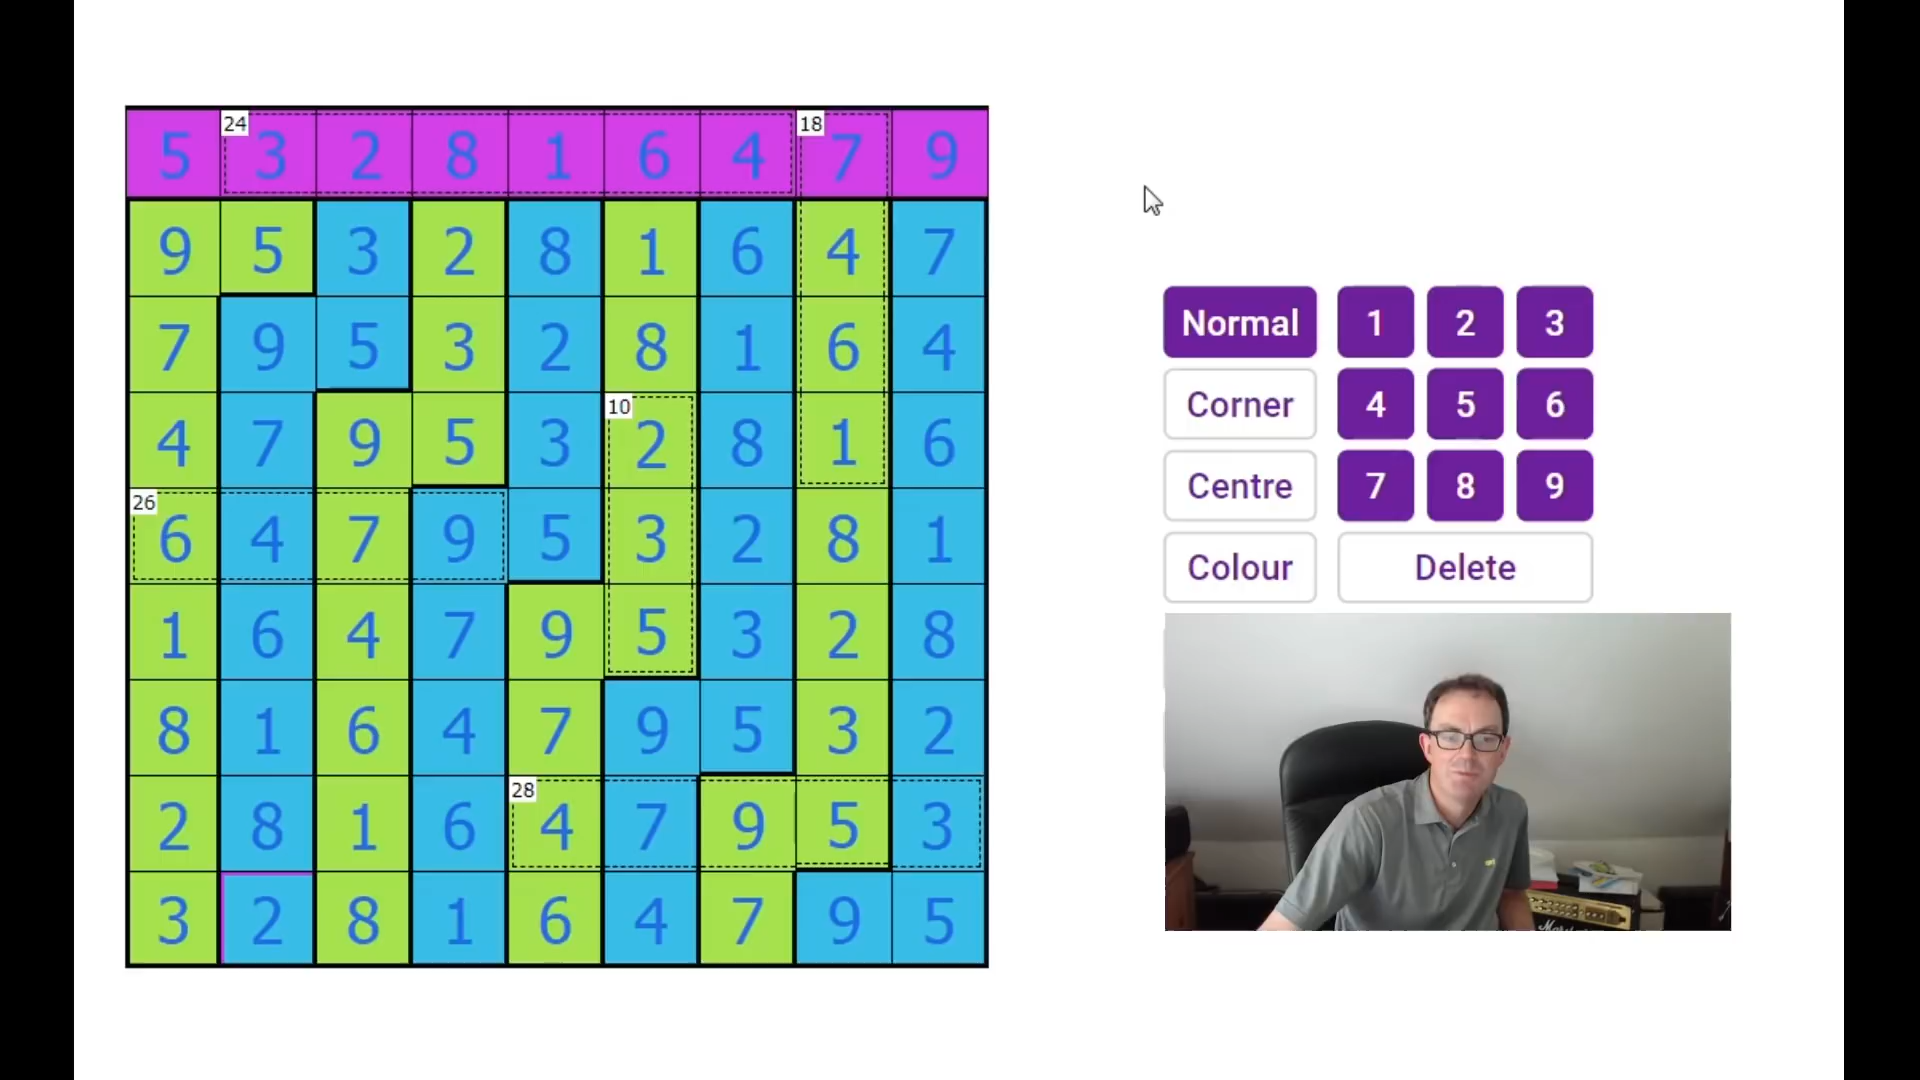 24 18
5 3 2 8 1 6 4 7 9
9 5 3 2 8 1 6 4 7
7 9 5 3 2 8 1 6 4
10
4 7 9 5 3 2 8 1 6
26
6 4 7 9 5 3 2 8 1
1 6 4 7 9 5 3 2 8
8 1 6 4 7 9 5 3 2
28
2 8 1 6 4 7 9 5 3
3 2 8 1 6 4 7 9 5
Normal 1 2 3
Corner 4 5 6
Centre 7 8 9
Colour Delete